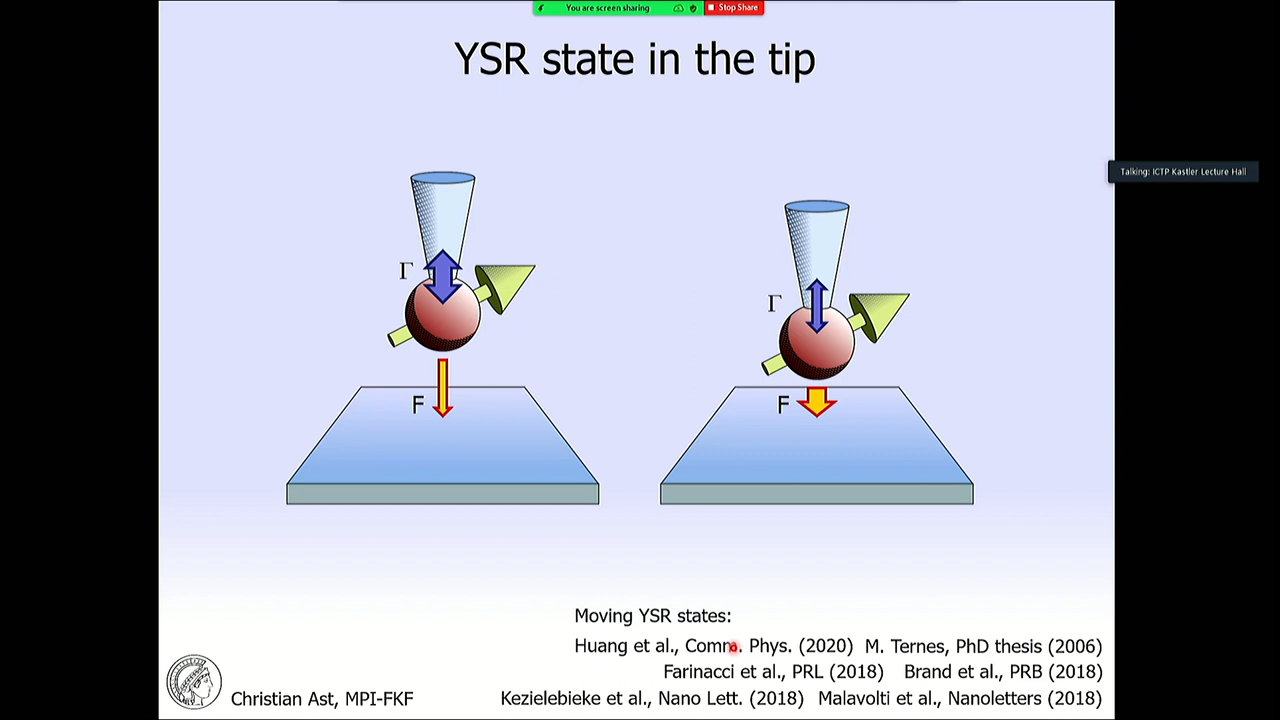 You are screen sharing
Stop Share
YSR state in the tip
Talking: ICTP Kastler Lecture Hall
Γ
Γ
F
F
Moving YSR states:
Huang et al., Comm. Phys. (2020) M. Ternes, PhD thesis (2006)
Farinacci et al., PRL (2018) Brand et al., PRB (2018)
Christian Ast, MPI-FKF
Kezielebieke et al., Nano Lett. (2018) Malavolti et al., Nanoletters (2018)